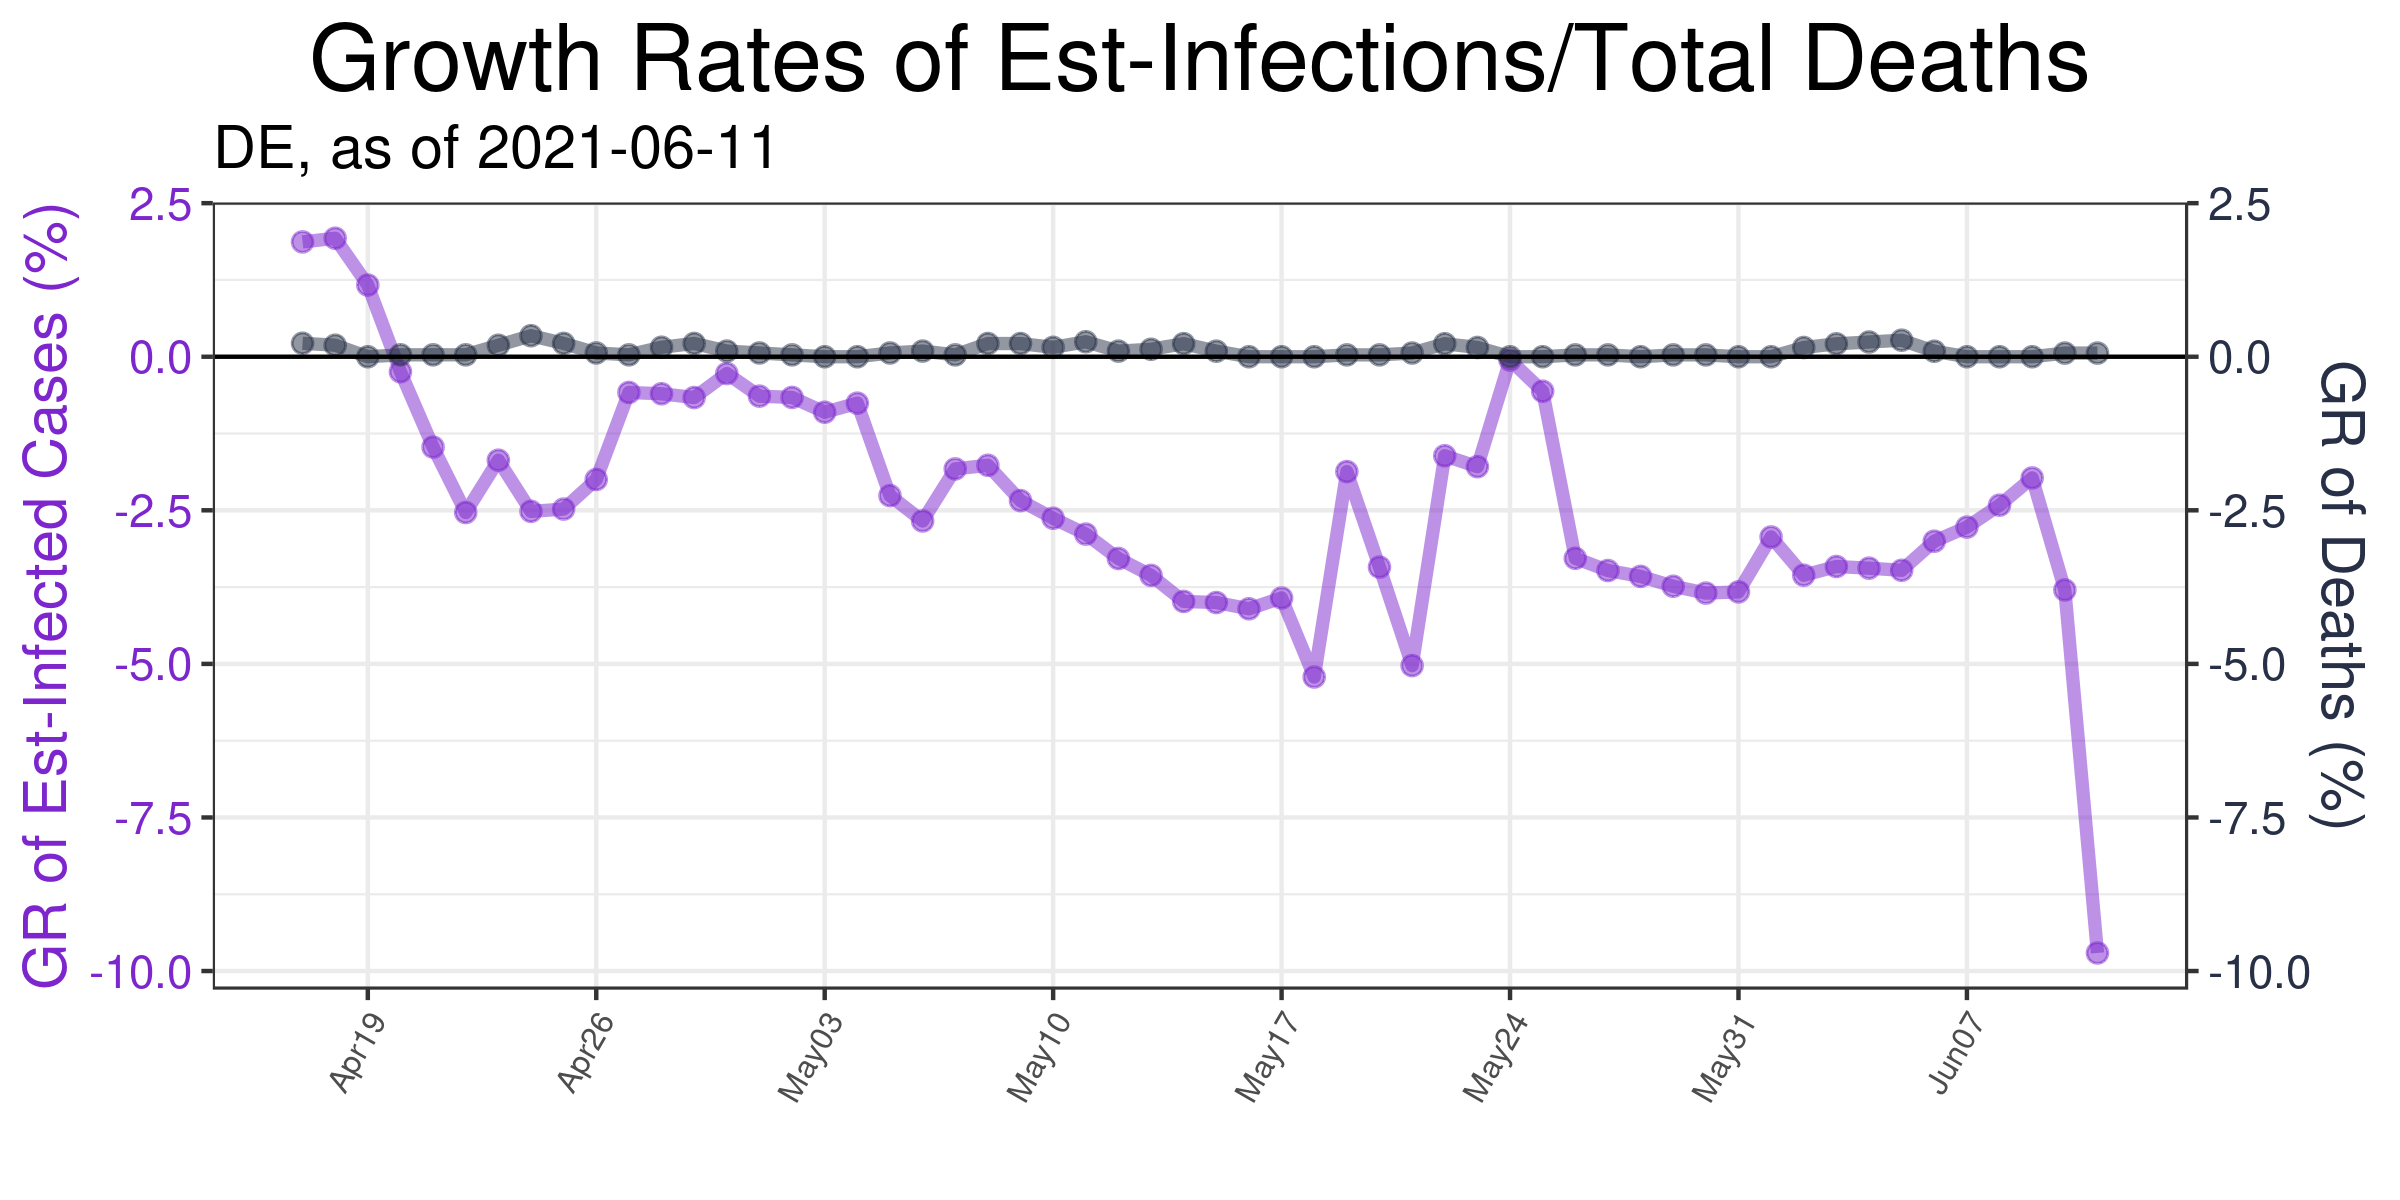 Growth Rates of Est-Infections/Total Deaths
DE, as of 2021-06-11
GR of Est-Infected Cases (%)
2.5
0.0
-2.5
-5.0
-7.5
-10.0
2.5
0.0
-2.5
-5.0
-7.5
-10.0
GR of Deaths (%)
Apr19
Apr26
May03
May10
May17
May24
May31
Jun07